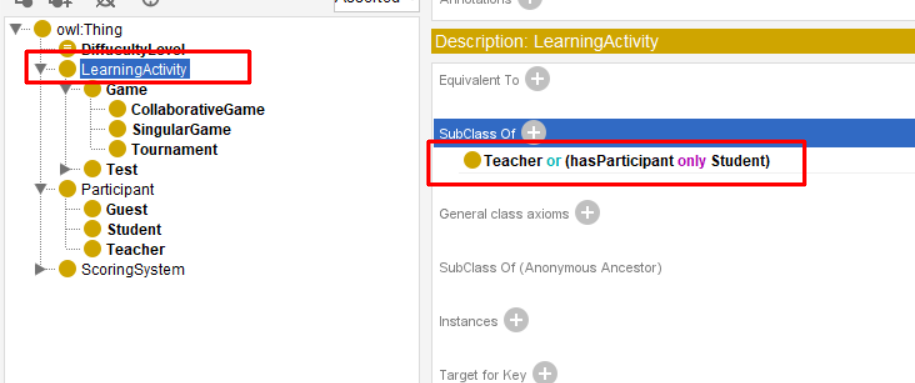 Asserted
Annotations
owl:Thing
DiffucultyLevel
LearningActivity
Game
CollaborativeGame
SingularGame
Tournament
Test
Participant
Guest
Student
Teacher
ScoringSystem
Description: LearningActivity
Equivalent To
SubClass Of
Teacher or (hasParticipant only Student)
General class axioms
SubClass Of (Anonymous Ancestor)
Instances
Target for Key